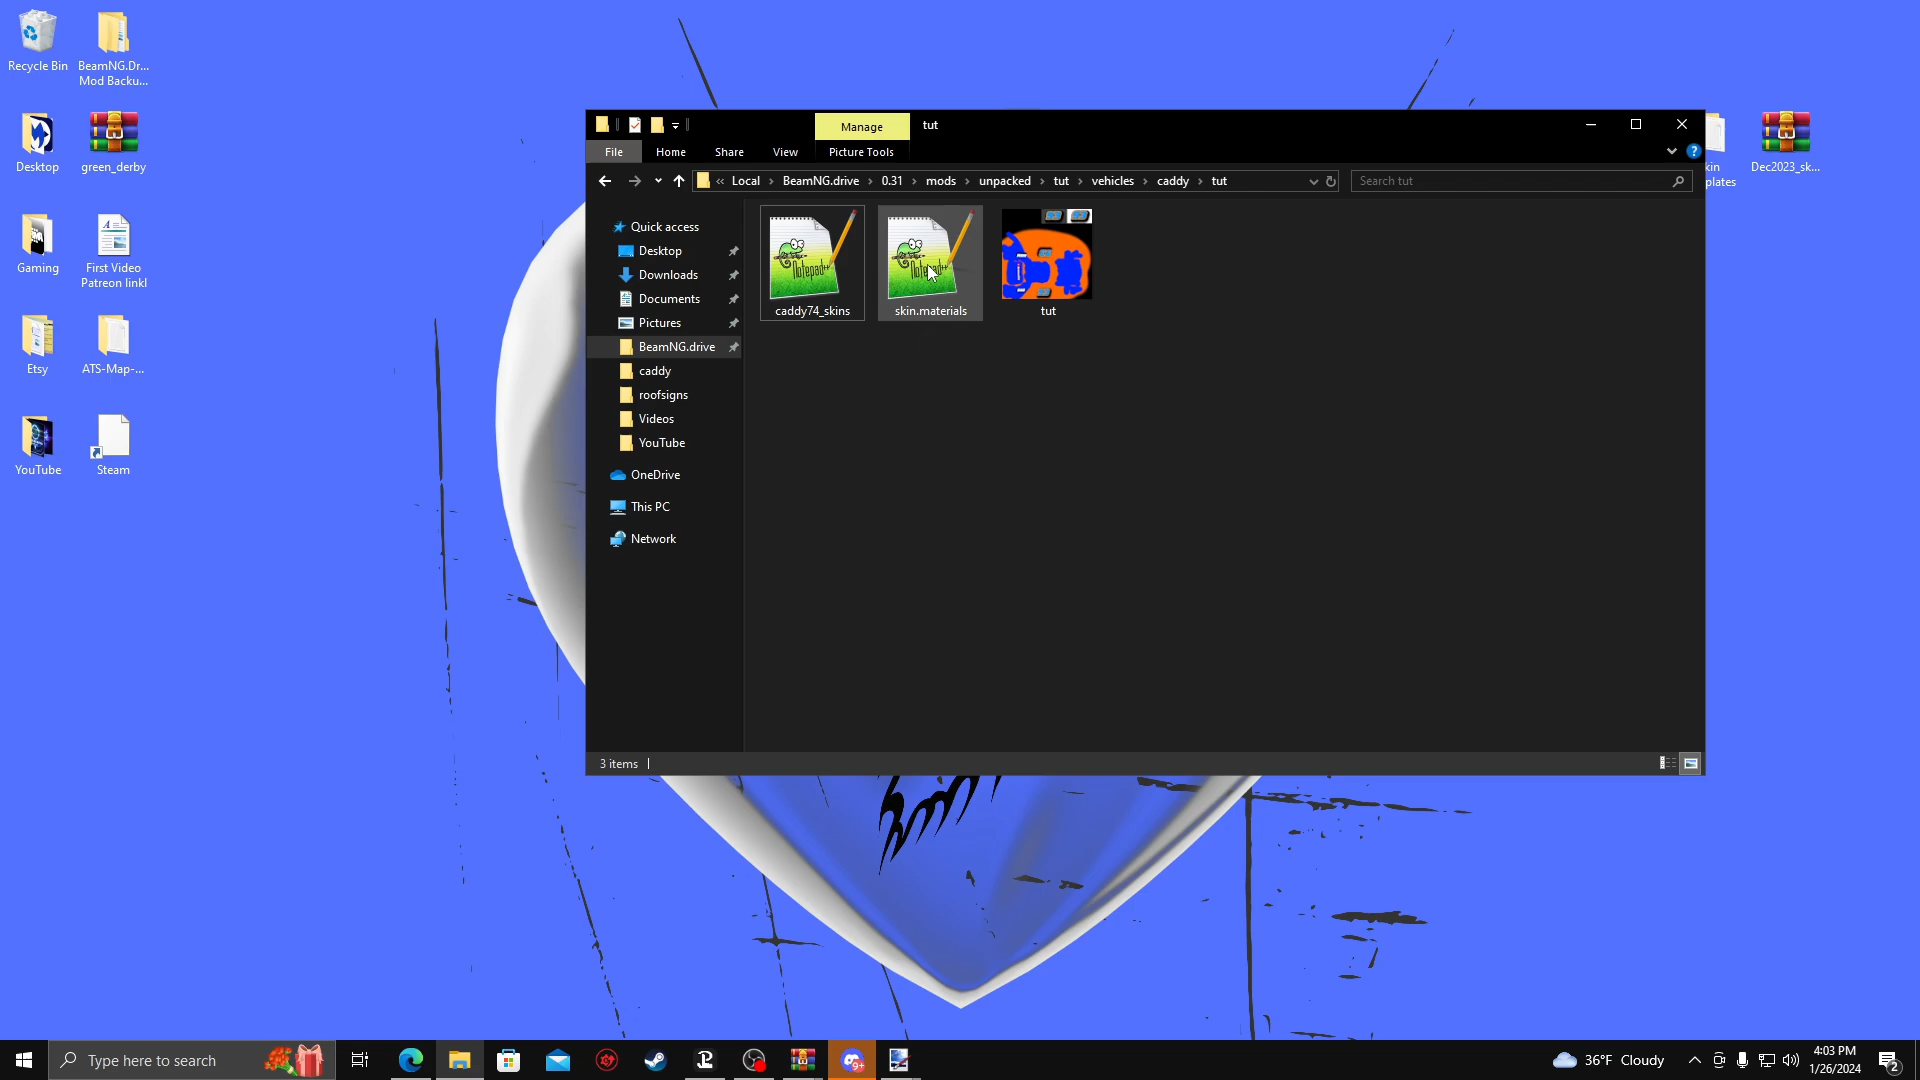 Recycle Bin
BeamNG.Dr...
Mod Backu...
Desktop
green_derby
Gaming
First Video
Patreon linkl
Etsy
ATS-Map-...
YouTube
Steam
Manage
tut
File
Home
Share
View
Picture Tools
«
Local
BeamNG.drive
0.31
mods
unpacked
tut
vehicles
caddy
tut
Search tut
Quick access
Desktop
Downloads
Documents
Pictures
BeamNG.drive
caddy
roofsigns
Videos
YouTube
OneDrive
This PC
Network
Notepad++
caddy74_skins
skin.materials
tut
3 items
kin
plates
Dec2023_sk...
Type here to search
9+
36°F Cloudy
4:03 PM
1/26/2024
2